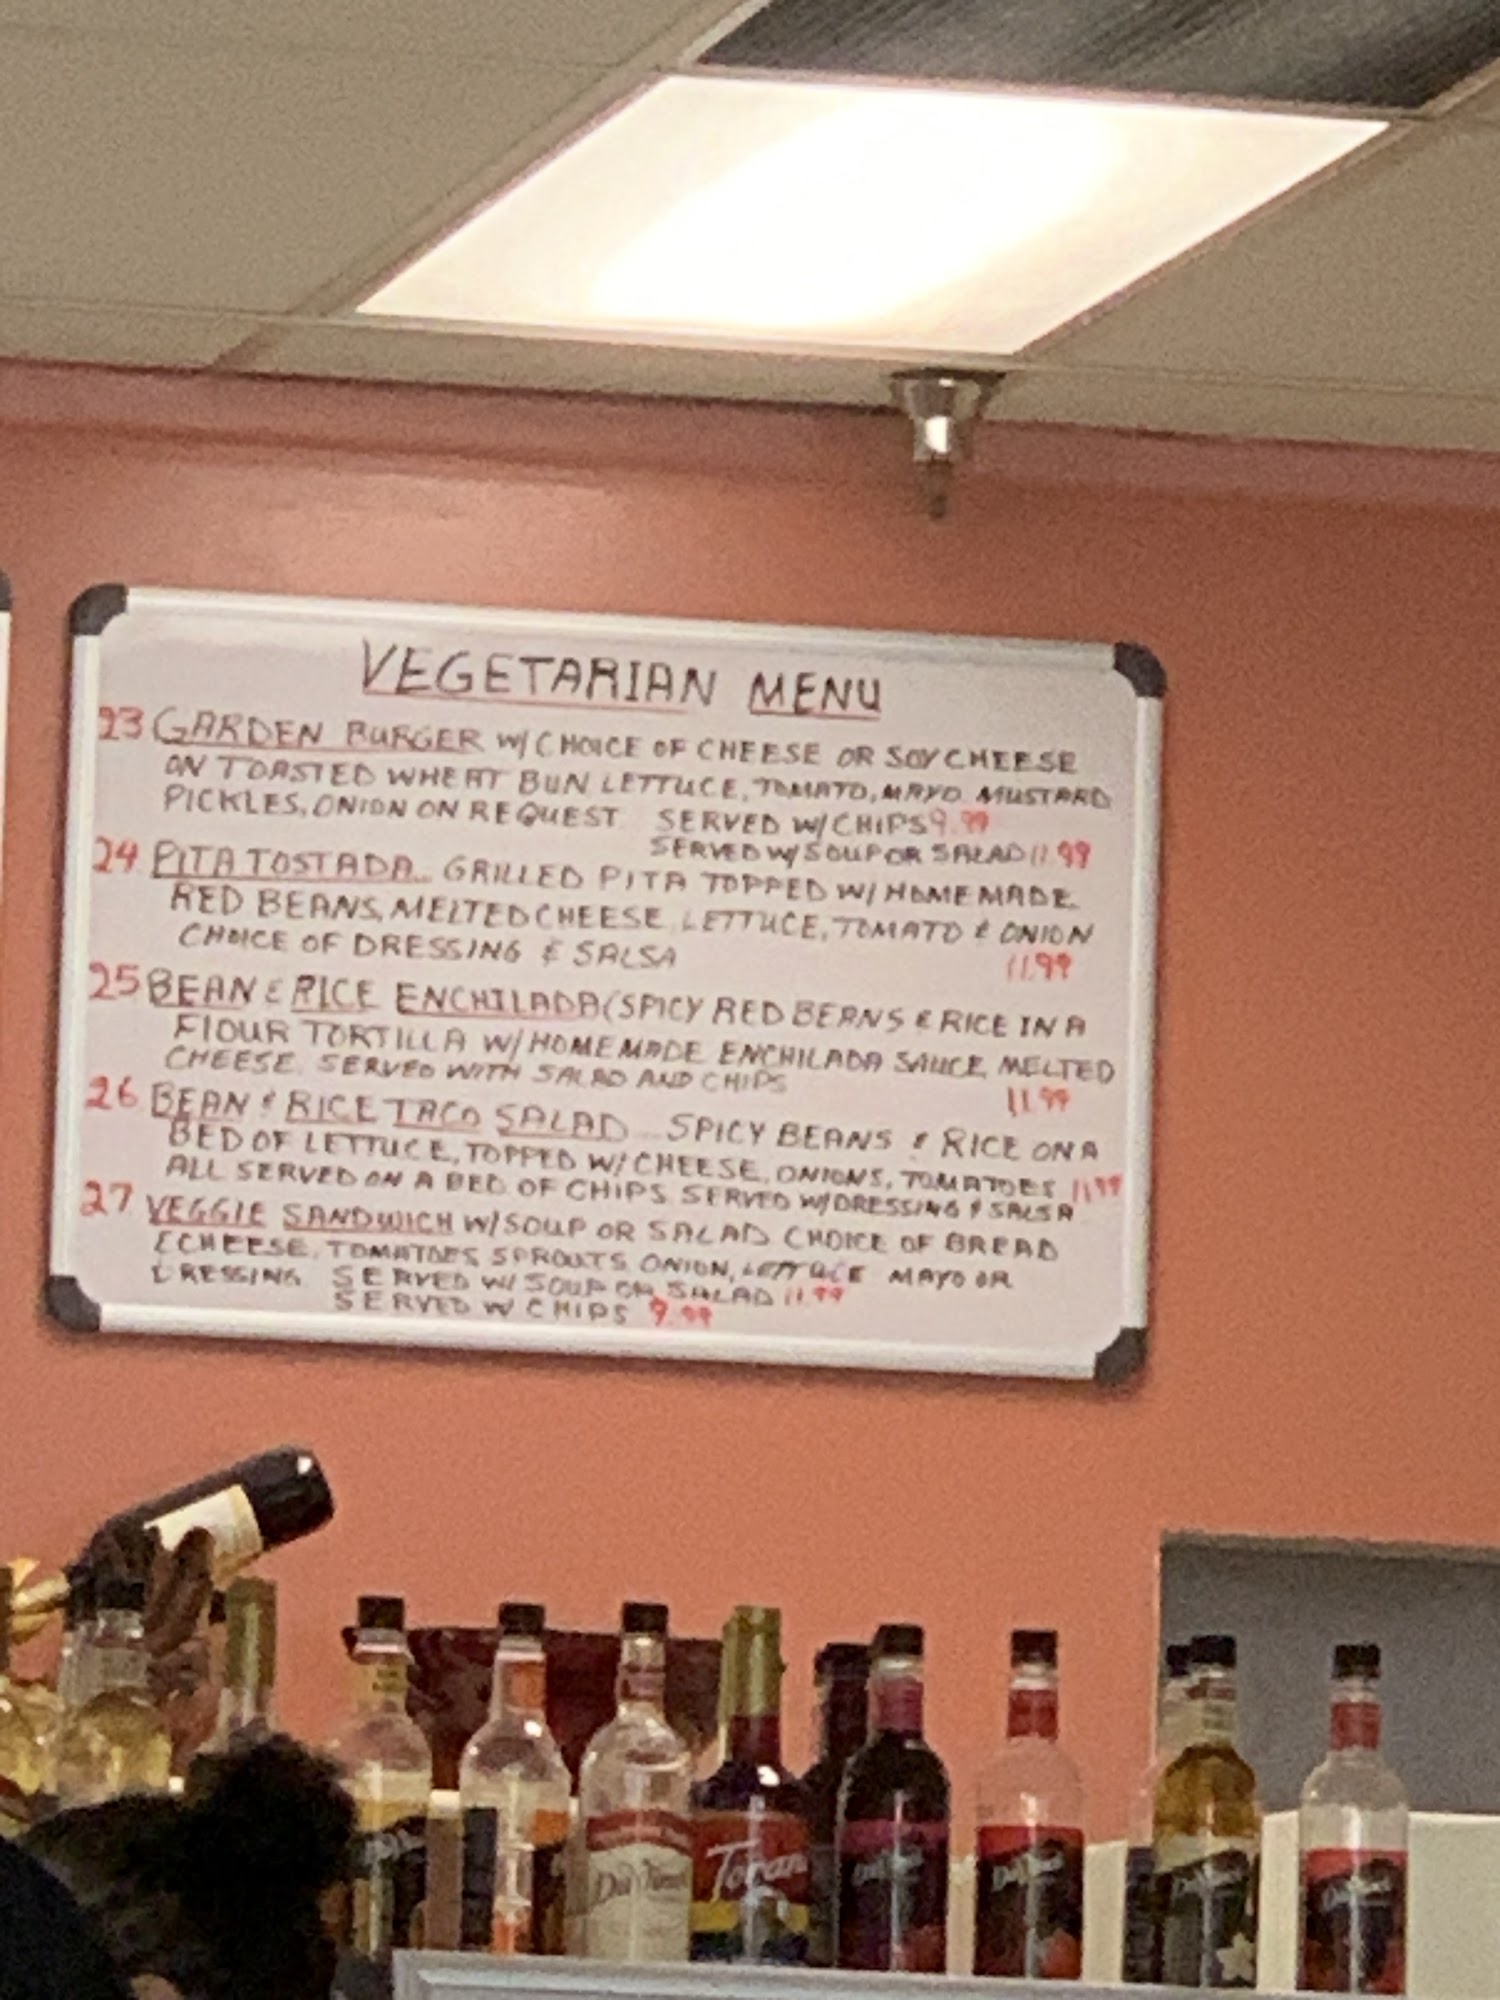 VEGETARIAN MENU
23 GARDEN BURGER W/ CHOICE OF CHEESE OR SOY CHEESE
ON TOASTED WHEAT BUN LETTUCE, TOMATO, MAYO MUSTARD
PICKLES, ONION ON REQUEST SERVED W/ CHIPS 9.99
SERVED W/ SOUP OR SALAD 11.99
24 PITA TOSTADA... GRILLED PITA TOPPED W/ HOMEMADE
RED BEANS, MELTED CHEESE, LETTUCE, TOMATO & ONION
CHOICE OF DRESSING & SALSA 11.99
25 BEAN & RICE ENCHILADA (SPICY RED BEANS & RICE IN A
FLOUR TORTILLA W/ HOMEMADE ENCHILADA SAUCE, MELTED
CHEESE. SERVED WITH SALAD AND CHIPS 11.99
26 BEAN & RICE TACO SALAD... SPICY BEANS & RICE ON A
BED OF LETTUCE, TOPPED W/ CHEESE, ONIONS, TOMATOES 11.99
ALL SERVED ON A BED OF CHIPS SERVED W/ DRESSING & SALSA
27 VEGGIE SANDWICH W/ SOUP OR SALAD CHOICE OF BREAD
& CHEESE, TOMATOES, SPROUTS, ONION, LETTUCE MAYO OR
DRESSING SERVED W/ SOUP OR SALAD 11.99
SERVED W CHIPS 9.99
DaVinci
Torani
DaVinci
DaVinci
DaVinci
DaVinci